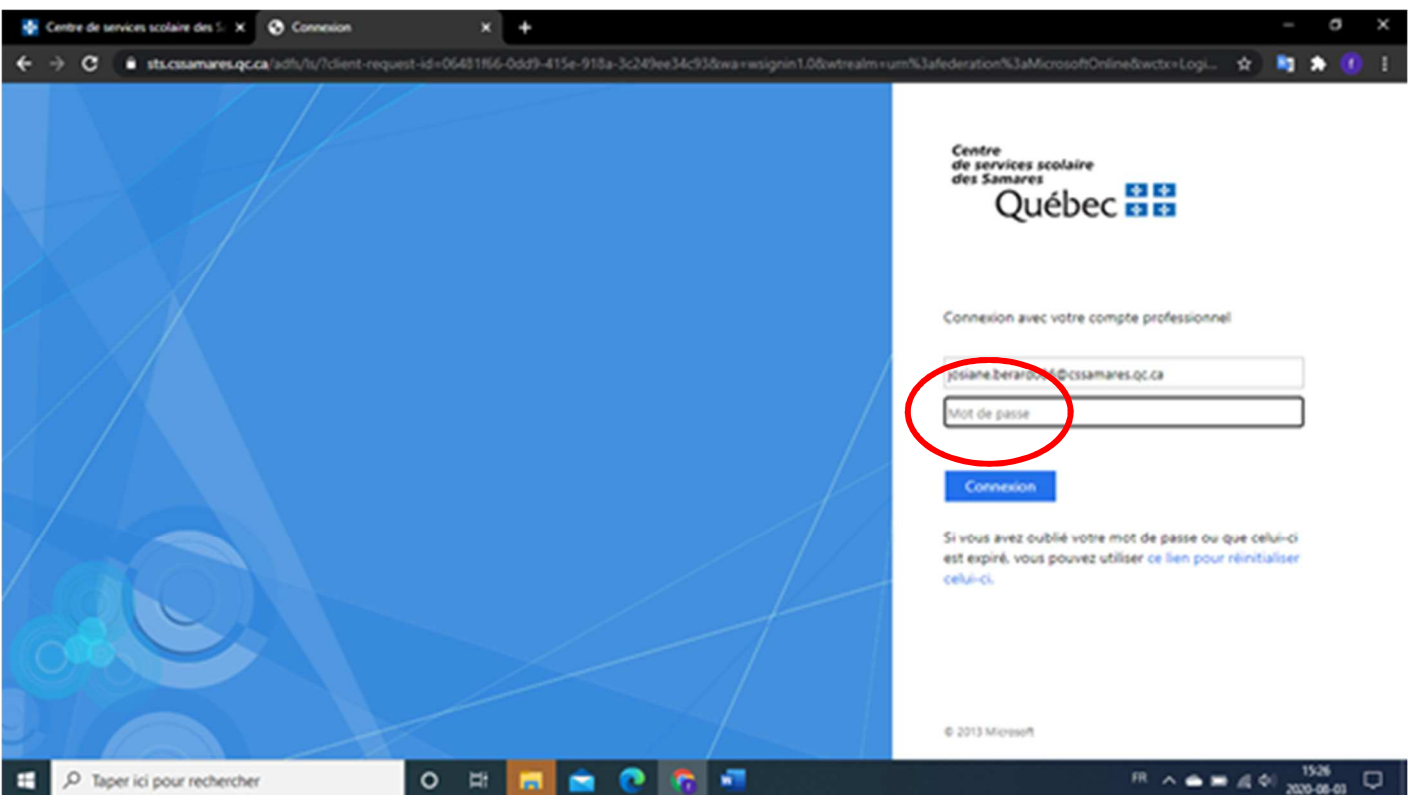 Centre de services scolaire des S
Connexion
sts.cssamares.qc.ca/adfs/ls/?client-request-id=06481f66-0dd9-415e-918a-3c249ee34c93&wa=wsignin1.0&wtrealm=urn%3afederation%3aMicrosoftOnline&wctx=Logi...
Centre
de services scolaire
des Samares
Québec
Connexion avec votre compte professionnel
Mot de passe
Connexion
Si vous avez oublié votre mot de passe ou que celui-ci
est expiré, vous pouvez utiliser ce lien pour réinitialiser
celui-ci.
© 2013 Microsoft
Taper ici pour rechercher
FR
15:26
2020-08-03